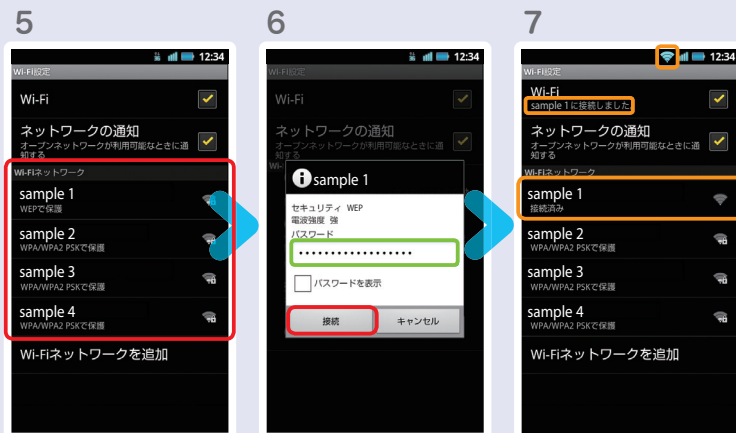 5
12:34
Wi-Fi設定
Wi-Fi
ネットワークの通知
オープンネットワークが利用可能なときに通
知する
Wi-Fiネットワーク
sample 1
WEPで保護
sample 2
WPA/WPA2 PSKで保護
sample 3
WPA/WPA2 PSKで保護
sample 4
WPA/WPA2 PSKで保護
Wi-Fiネットワークを追加
6
12:34
Wi-Fi設定
Wi-Fi
ネットワークの通知
オープンネットワークが利用可能なときに通
知する
Wi-
sample 1
セキュリティ WEP
電波強度 強
パスワード
••••••••••••••••••
パスワードを表示
接続
キャンセル
7
12:34
Wi-Fi設定
Wi-Fi
sample 1に接続しました
ネットワークの通知
オープンネットワークが利用可能なときに通
知する
Wi-Fiネットワーク
sample 1
接続済み
sample 2
WPA/WPA2 PSKで保護
sample 3
WPA/WPA2 PSKで保護
sample 4
WPA/WPA2 PSKで保護
Wi-Fiネットワークを追加